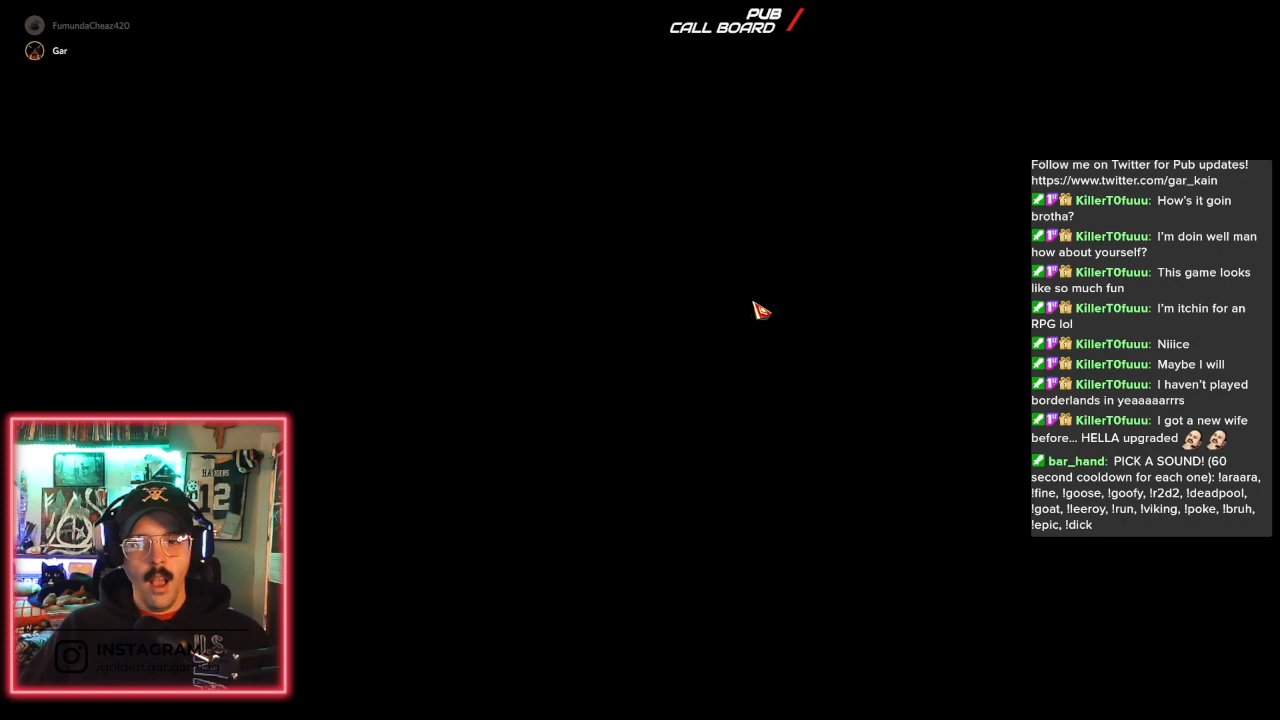 FumundaCheaz420
Gar
PUB
CALL BOARD
Follow me on Twitter for Pub updates!
https://www.twitter.com/gar_kain
KillerT0fuuu: How's it goin
brotha?
KillerT0fuuu: I'm doin well man
how about yourself?
KillerT0fuuu: This game looks
like so much fun
KillerT0fuuu: I'm itchin for an
RPG lol
KillerT0fuuu: Niiice
KillerT0fuuu: Maybe I will
KillerT0fuuu: I haven't played
borderlands in yeaaaaarrrs
KillerT0fuuu: I got a new wife
before... HELLA upgraded
bar_hand: PICK A SOUND! (60
second cooldown for each one): !araara,
!fine, !goose, !goofy, !r2d2, !deadpool,
!goat, !leeroy, !run, !viking, !poke, !bruh,
!epic, !dick
12
INSTAGRAM
/golden.gar.gaming